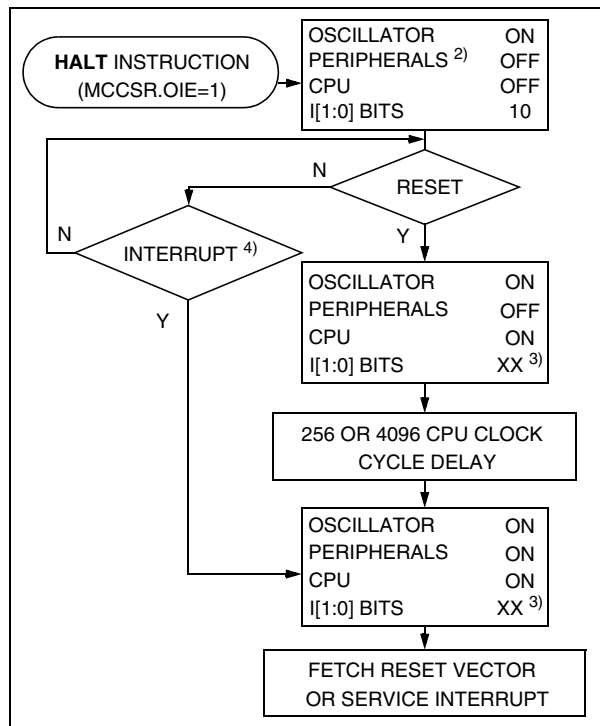 HALT INSTRUCTION
(MCCSR.OIE=1)
OSCILLATOR ON
PERIPHERALS 2) OFF
CPU OFF
I[1:0] BITS 10
N
RESET
N
INTERRUPT 4)
Y
Y
OSCILLATOR ON
PERIPHERALS OFF
CPU ON
I[1:0] BITS XX 3)
256 OR 4096 CPU CLOCK
CYCLE DELAY
OSCILLATOR ON
PERIPHERALS ON
CPU ON
I[1:0] BITS XX 3)
FETCH RESET VECTOR
OR SERVICE INTERRUPT